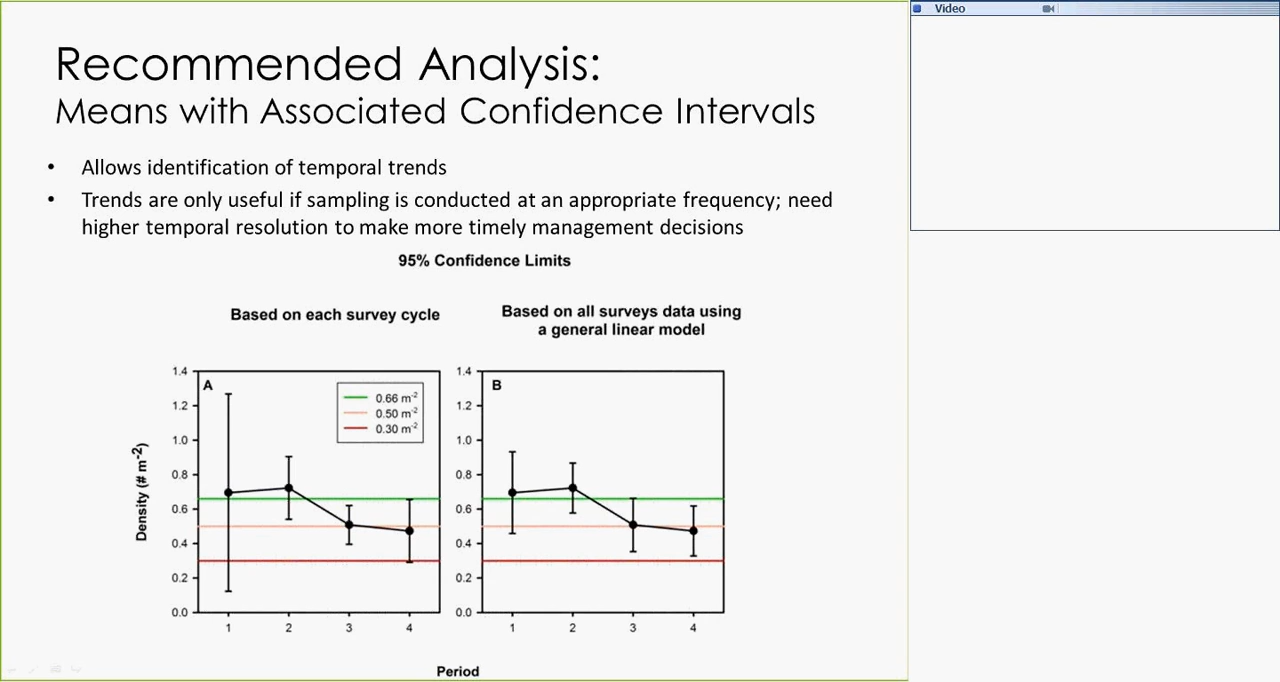 Video
Recommended Analysis:
Means with Associated Confidence Intervals
• Allows identification of temporal trends
• Trends are only useful if sampling is conducted at an appropriate frequency; need
higher temporal resolution to make more timely management decisions
95% Confidence Limits
Based on each survey cycle
Based on all surveys data using
a general linear model
Density (# m⁻²)
1.4
1.2
1.0
0.8
0.6
0.4
0.2
0.0
A
0.66 m⁻²
0.50 m⁻²
0.30 m⁻²
1 2 3 4
1.4
1.2
1.0
0.8
0.6
0.4
0.2
0.0
B
1 2 3 4
Period